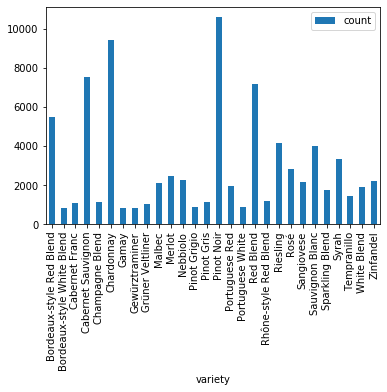 count
10000
8000
6000
4000
2000
0
Bordeaux-style Red Blend
Bordeaux-style White Blend
Cabernet Franc
Cabernet Sauvignon
Champagne Blend
Chardonnay
Gamay
Gewürztraminer
Grüner Veltliner
Malbec
Merlot
Nebbiolo
Pinot Grigio
Pinot Gris
Pinot Noir
Portuguese Red
Portuguese White
Red Blend
Rhône-style Red Blend
Riesling
Rosé
Sangiovese
Sauvignon Blanc
Sparkling Blend
Syrah
Tempranillo
White Blend
Zinfandel
variety